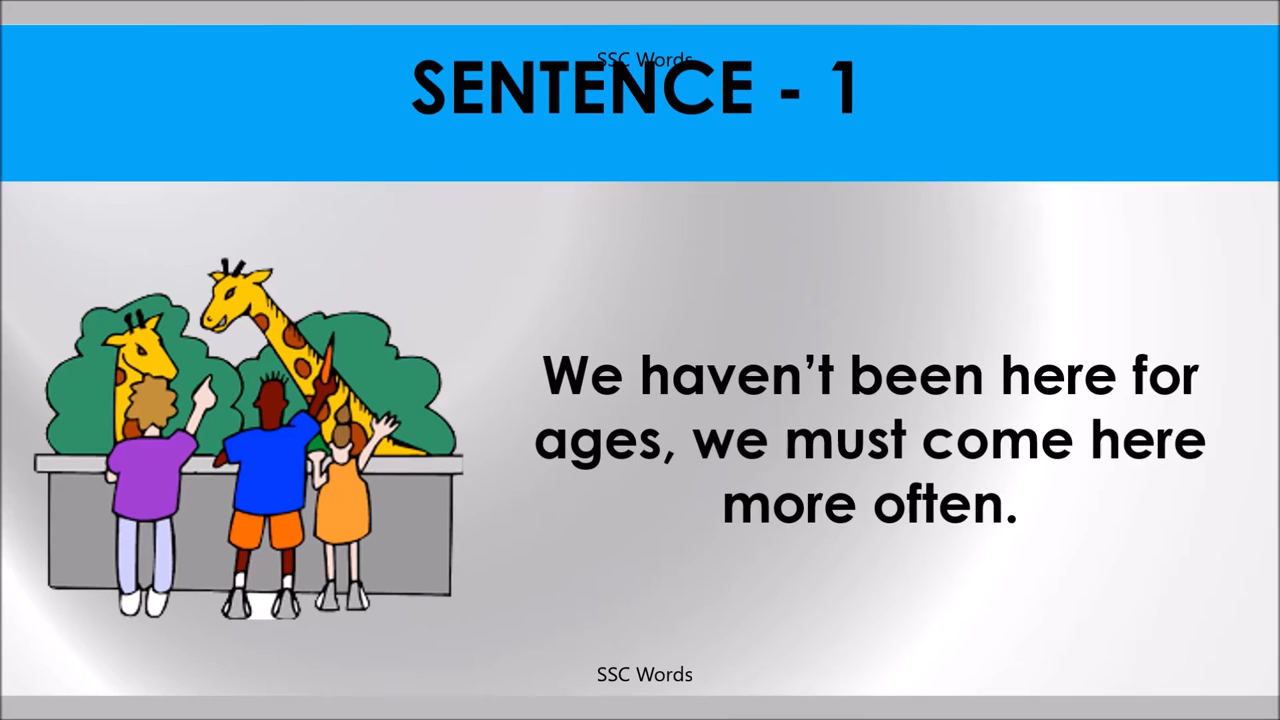 SSC Words
SENTENCE - 1
We haven’t been here for
ages, we must come here
more often.
SSC Words